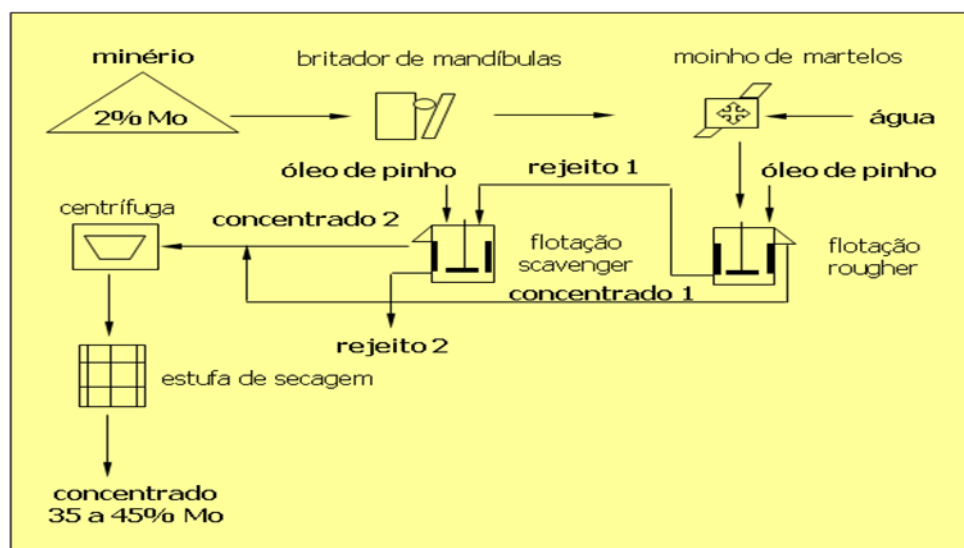 minério
britador de mandíbulas
moinho de martelos
2% Mo
água
óleo de pinho
rejeito 1
óleo de pinho
centrífuga
concentrado 2
flotação
scavenger
flotação
rougher
concentrado 1
rejeito 2
estufa de secagem
concentrado
35 a 45% Mo